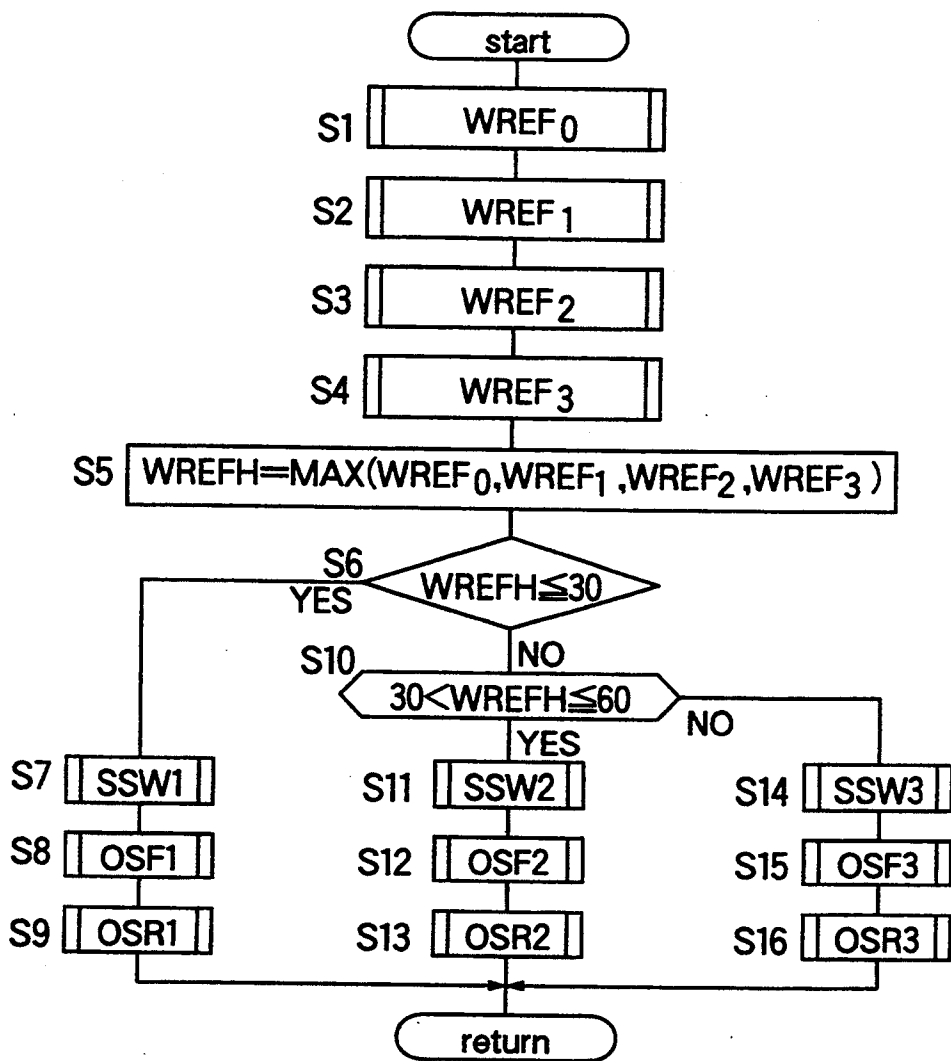 start
S1 WREF0
S2 WREF1
S3 WREF2
S4 WREF3
S5 WREFH=MAX(WREF0,WREF1,WREF2,WREF3)
S6
WREFH≦30
YES
NO
S10
30<WREFH≦60
NO
YES
S7 SSW1
S8 OSF1
S9 OSR1
S11 SSW2
S12 OSF2
S13 OSR2
S14 SSW3
S15 OSF3
S16 OSR3
return